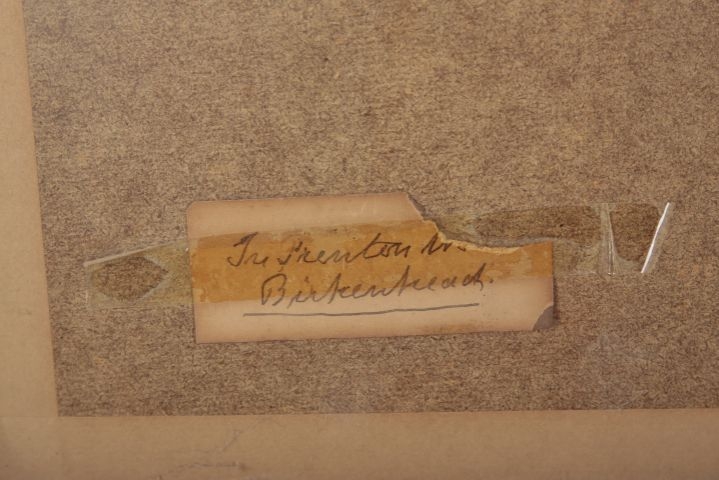 In Prenton W.
Birkenhead.